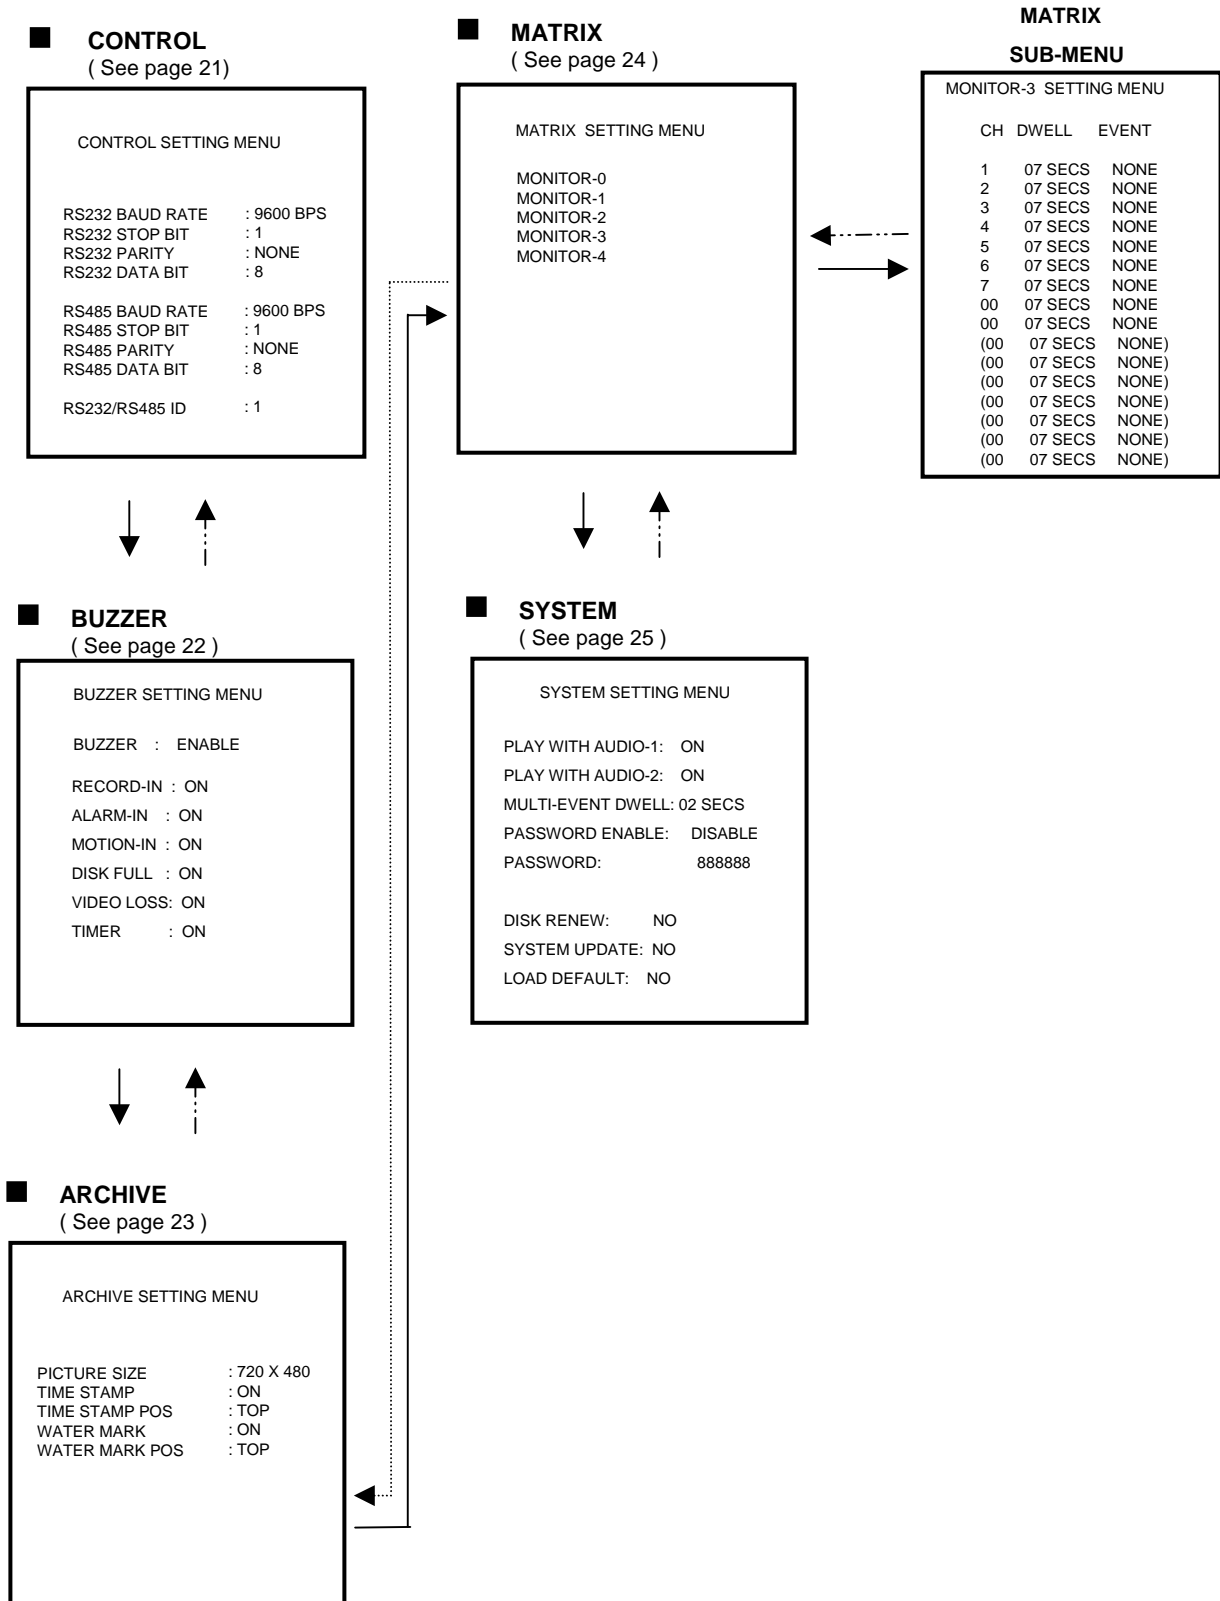 CONTROL
( See page 21)
CONTROL SETTING MENU
RS232 BAUD RATE : 9600 BPS
RS232 STOP BIT : 1
RS232 PARITY : NONE
RS232 DATA BIT : 8
RS485 BAUD RATE : 9600 BPS
RS485 STOP BIT : 1
RS485 PARITY : NONE
RS485 DATA BIT : 8
RS232/RS485 ID : 1
BUZZER
( See page 22 )
BUZZER SETTING MENU
BUZZER : ENABLE
RECORD-IN : ON
ALARM-IN : ON
MOTION-IN : ON
DISK FULL : ON
VIDEO LOSS: ON
TIMER : ON
ARCHIVE
( See page 23 )
ARCHIVE SETTING MENU
PICTURE SIZE : 720 X 480
TIME STAMP : ON
TIME STAMP POS : TOP
WATER MARK : ON
WATER MARK POS : TOP
MATRIX
( See page 24 )
MATRIX SETTING MENU
MONITOR-0
MONITOR-1
MONITOR-2
MONITOR-3
MONITOR-4
MATRIX
SUB-MENU
MONITOR-3 SETTING MENU
CH DWELL EVENT
1 07 SECS NONE
2 07 SECS NONE
3 07 SECS NONE
4 07 SECS NONE
5 07 SECS NONE
6 07 SECS NONE
7 07 SECS NONE
00 07 SECS NONE
00 07 SECS NONE
(00 07 SECS NONE)
(00 07 SECS NONE)
(00 07 SECS NONE)
(00 07 SECS NONE)
(00 07 SECS NONE)
(00 07 SECS NONE)
(00 07 SECS NONE)
SYSTEM
( See page 25 )
SYSTEM SETTING MENU
PLAY WITH AUDIO-1: ON
PLAY WITH AUDIO-2: ON
MULTI-EVENT DWELL: 02 SECS
PASSWORD ENABLE: DISABLE
PASSWORD: 888888
DISK RENEW: NO
SYSTEM UPDATE: NO
LOAD DEFAULT: NO